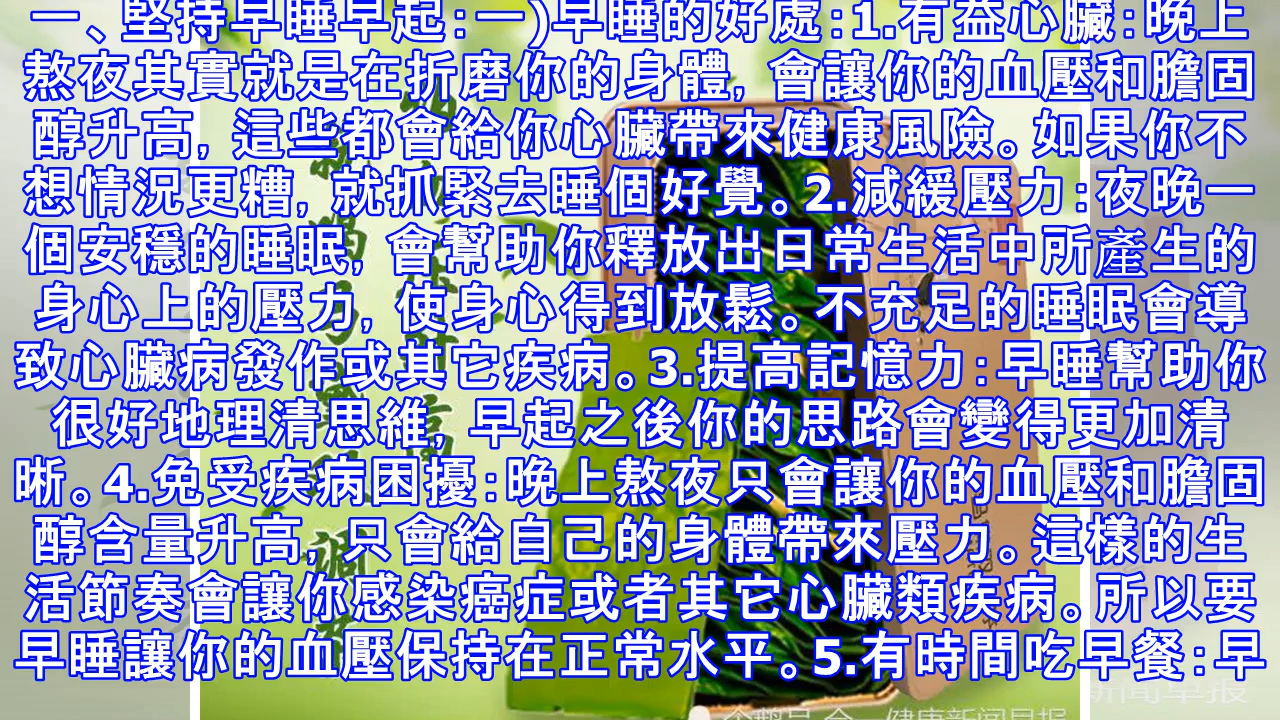 一、堅持早睡早起:一)早睡的好處:1.有益心臟:晚上
熬夜其實就是在折磨你的身體, 會讓你的血壓和膽固
醇升高, 這些都會給你心臟帶來健康風險。如果你不
想情況更糟, 就抓緊去睡個好覺。2.減緩壓力:夜晚一
個安穩的睡眠, 會幫助你釋放出日常生活中所產生的
身心上的壓力, 使身心得到放鬆。不充足的睡眠會導
致心臟病發作或其它疾病。3.提高記憶力:早睡幫助你
很好地理清思維, 早起之後你的思路會變得更加清
晰。4.免受疾病困擾:晚上熬夜只會讓你的血壓和膽固
醇含量升高, 只會給自己的身體帶來壓力。這樣的生
活節奏會讓你感染癌症或者其它心臟類疾病。所以要
早睡讓你的血壓保持在正常水平。5.有時間吃早餐:早
新闻早报
企鹅号 健康新闻早报